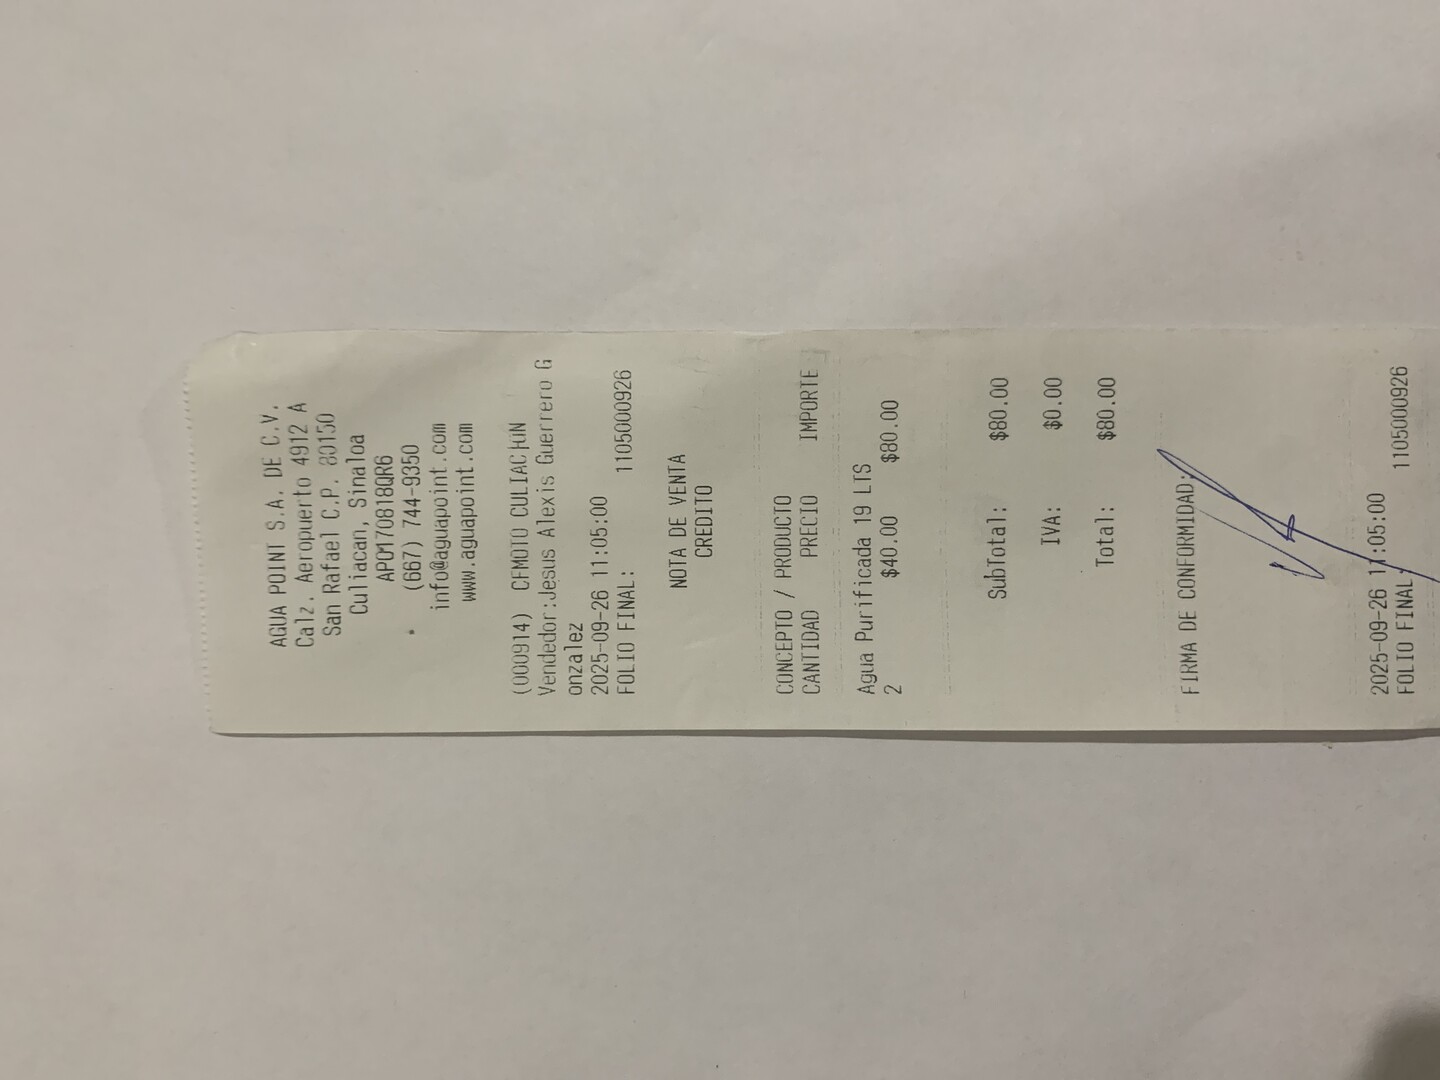 AGUA POINT S.A. DE C.V.
Calz. Aeropuerto 4912 A
San Rafael C.P. 80150
Culiacan, Sinaloa
APO170818QR6
(667) 744-9350
info@aguapoint.com
www.aguapoint.com
(000914) CFMOTO CULIACHiN
Vendedor:Jesus Alexis Guerrero G
onzalez
2025-09-26 11:05:00
FOLIO FINAL: 1105000926
NOTA DE VENTA
CREDITO
CONCEPTO / PRODUCTO
CANTIDAD PRECIO IMPORTE
Agua Purificada 19 LTS
2 $40.00 $80.00
SubTotal: $80.00
IVA: $0.00
Total: $80.00
FIRMA DE CONFORMIDAD:
2025-09-26 11:05:00
FOLIO FINAL: 1105000926